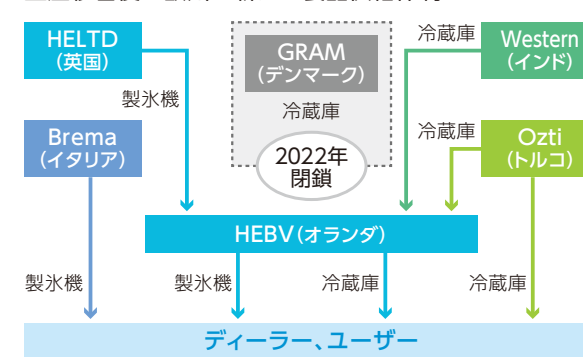 HELTD
(英国)
GRAM
(デンマーク)
冷蔵庫
Western
(インド)
製氷機
冷蔵庫
Brema
(イタリア)
2022年
閉鎖
冷蔵庫
Ozti
(トルコ)
HEBV(オランダ)
製氷機
製氷機
冷蔵庫
冷蔵庫
ディーラー、ユーザー